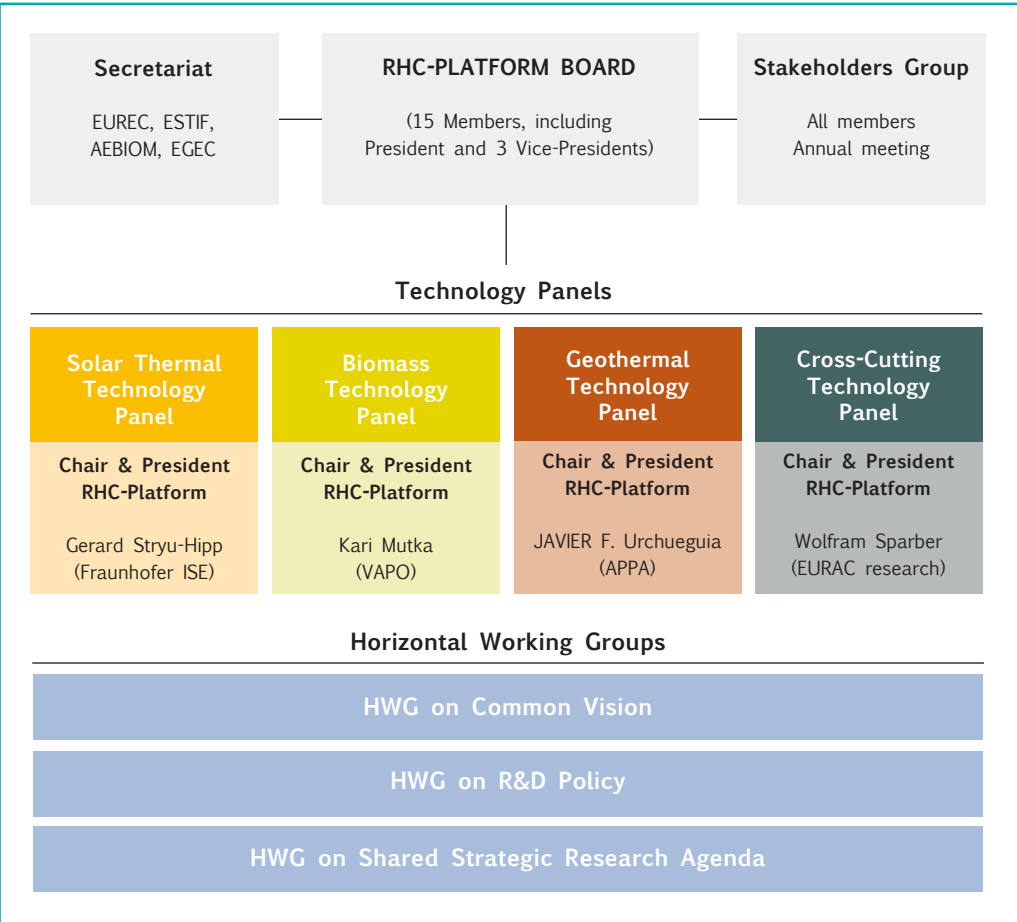 Secretariat
EUREC, ESTIF,
AEBIOM, EGEC
RHC-PLATFORM BOARD
(15 Members, including
President and 3 Vice-Presidents)
Stakeholders Group
All members
Annual meeting
Technology Panels
Solar Thermal
Technology
Panel
Chair & President
RHC-Platform
Gerard Stryu-Hipp
(Fraunhofer ISE)
Biomass
Technology
Panel
Chair & President
RHC-Platform
Kari Mutka
(VAPO)
Geothermal
Technology
Panel
Chair & President
RHC-Platform
JAVIER F. Urchueguia
(APPA)
Cross-Cutting
Technology
Panel
Chair & President
RHC-Platform
Wolfram Sparber
(EURAC research)
Horizontal Working Groups
HWG on Common Vision
HWG on R&D Policy
HWG on Shared Strategic Research Agenda